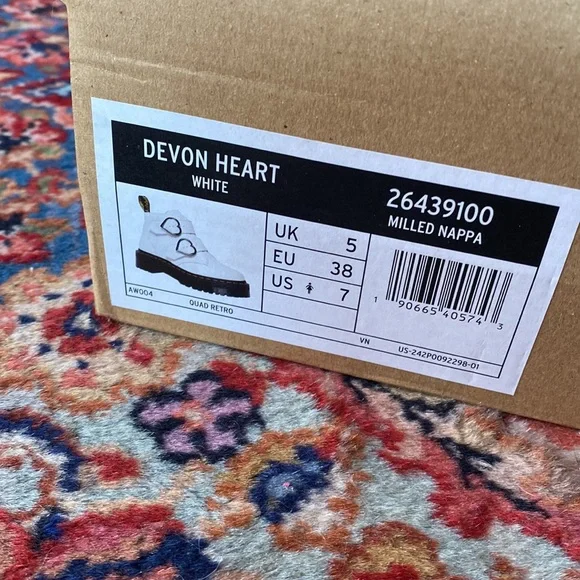 DEVON HEART
WHITE
26439100
MILLED NAPPA
UK 5
EU 38
US 7
AW004
QUAD RETRO
1 90665 40574 3
VN
US-242P0092298-01